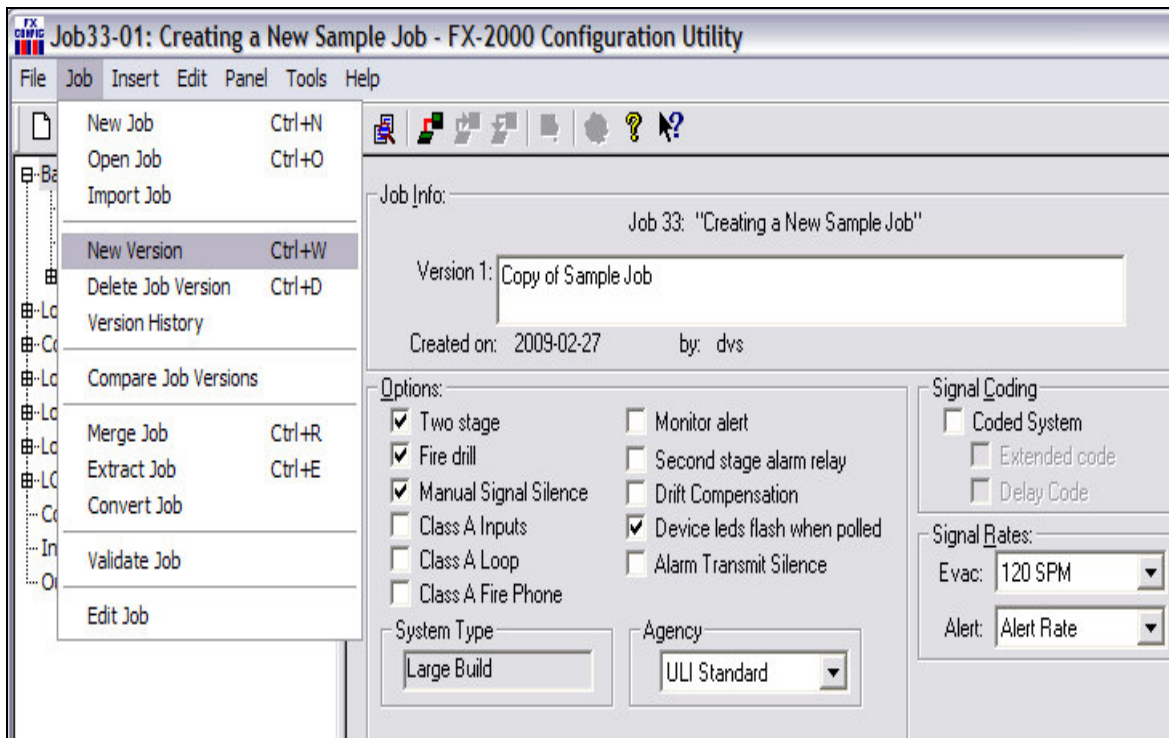 FX CONFIG Job33-01: Creating a New Sample Job - FX-2000 Configuration Utility
File Job Insert Edit Panel Tools Help
New Job Ctrl+N
Open Job Ctrl+O
Import Job
New Version Ctrl+W
Delete Job Version Ctrl+D
Version History
Compare Job Versions
Merge Job Ctrl+R
Extract Job Ctrl+E
Convert Job
Validate Job
Edit Job
Job Info:
Job 33: "Creating a New Sample Job"
Version 1: Copy of Sample Job
Created on: 2009-02-27 by: dvs
Options:
Two stage
Fire drill
Manual Signal Silence
Class A Inputs
Class A Loop
Class A Fire Phone
Monitor alert
Second stage alarm relay
Drift Compensation
Device leds flash when polled
Alarm Transmit Silence
Signal Coding
Coded System
Extended code
Delay Code
Signal Rates:
Evac: 120 SPM
Alert: Alert Rate
System Type
Large Build
Agency
ULI Standard